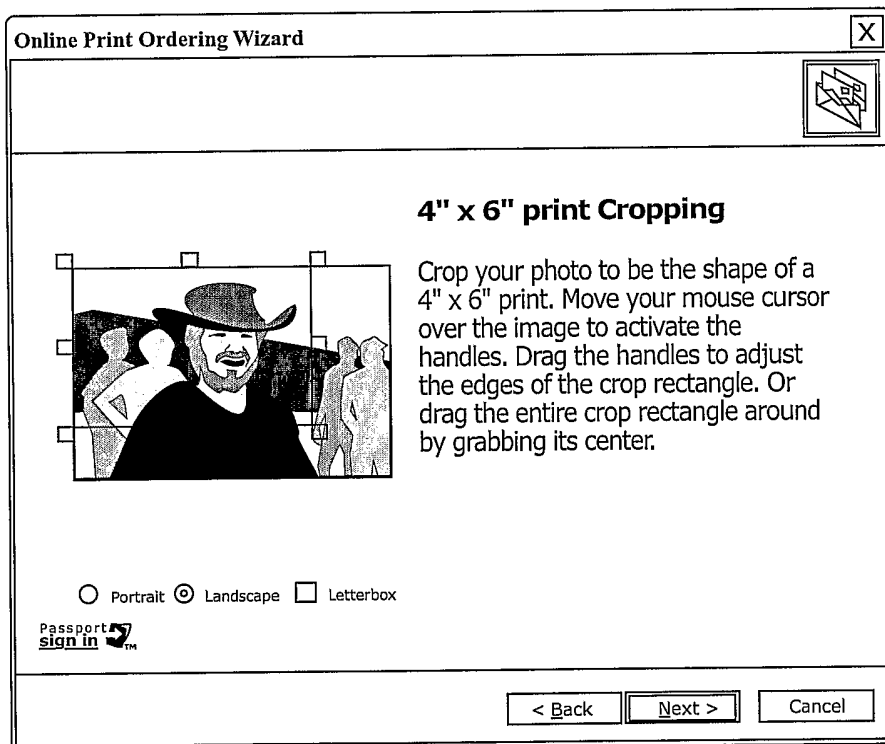 Online Print Ordering Wizard
X
4" x 6" print Cropping
Crop your photo to be the shape of a
4" x 6" print. Move your mouse cursor
over the image to activate the
handles. Drag the handles to adjust
the edges of the crop rectangle. Or
drag the entire crop rectangle around
by grabbing its center.
Portrait Landscape Letterbox
Passport
sign in TM
< Back Next > Cancel